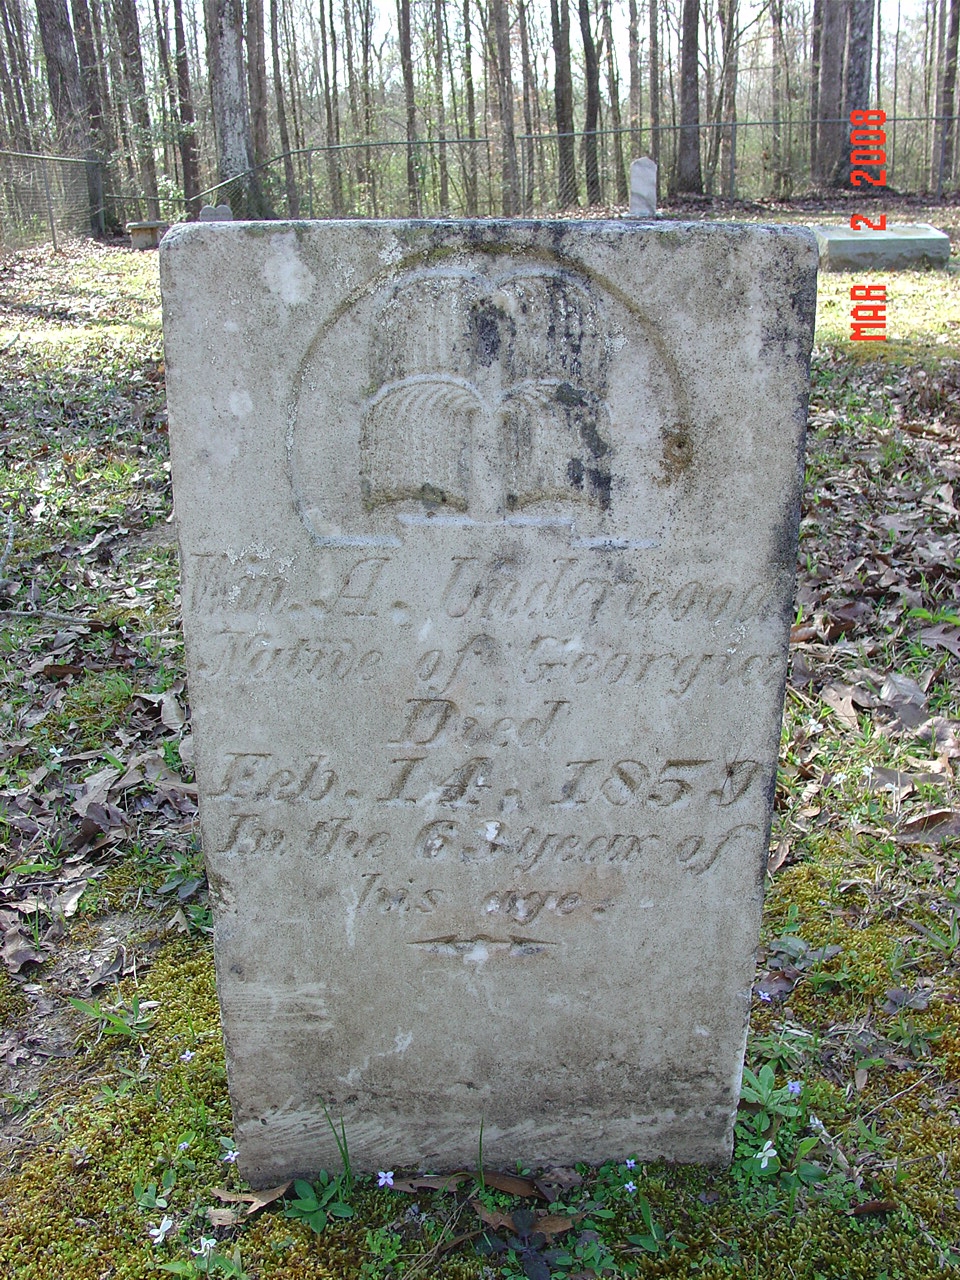 Wm. A. Underwood
Native of Georgia
Died
Feb. 14, 1859
In the 63 year of
his age.
MAR 2 2008